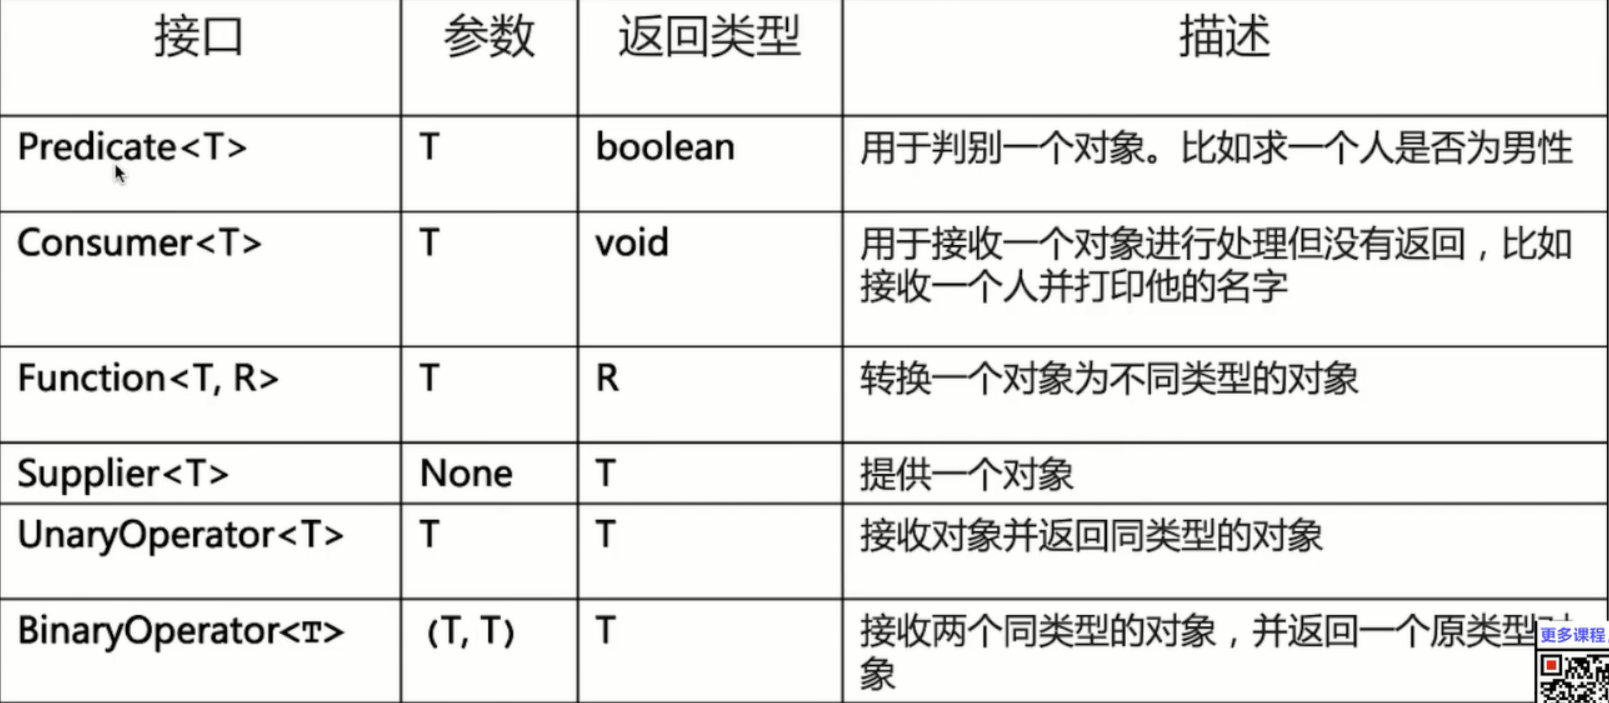 接口 参数 返回类型 描述
Predicate<T> T boolean 用于判别一个对象。比如求一个人是否为男性
Consumer<T> T void 用于接收一个对象进行处理但没有返回，比如
接收一个人并打印他的名字
Function<T, R> T R 转换一个对象为不同类型的对象
Supplier<T> None T 提供一个对象
UnaryOperator<T> T T 接收对象并返回同类型的对象
BinaryOperator<T> (T, T) T 接收两个同类型的对象，并返回一个原类型对
象
更多课程